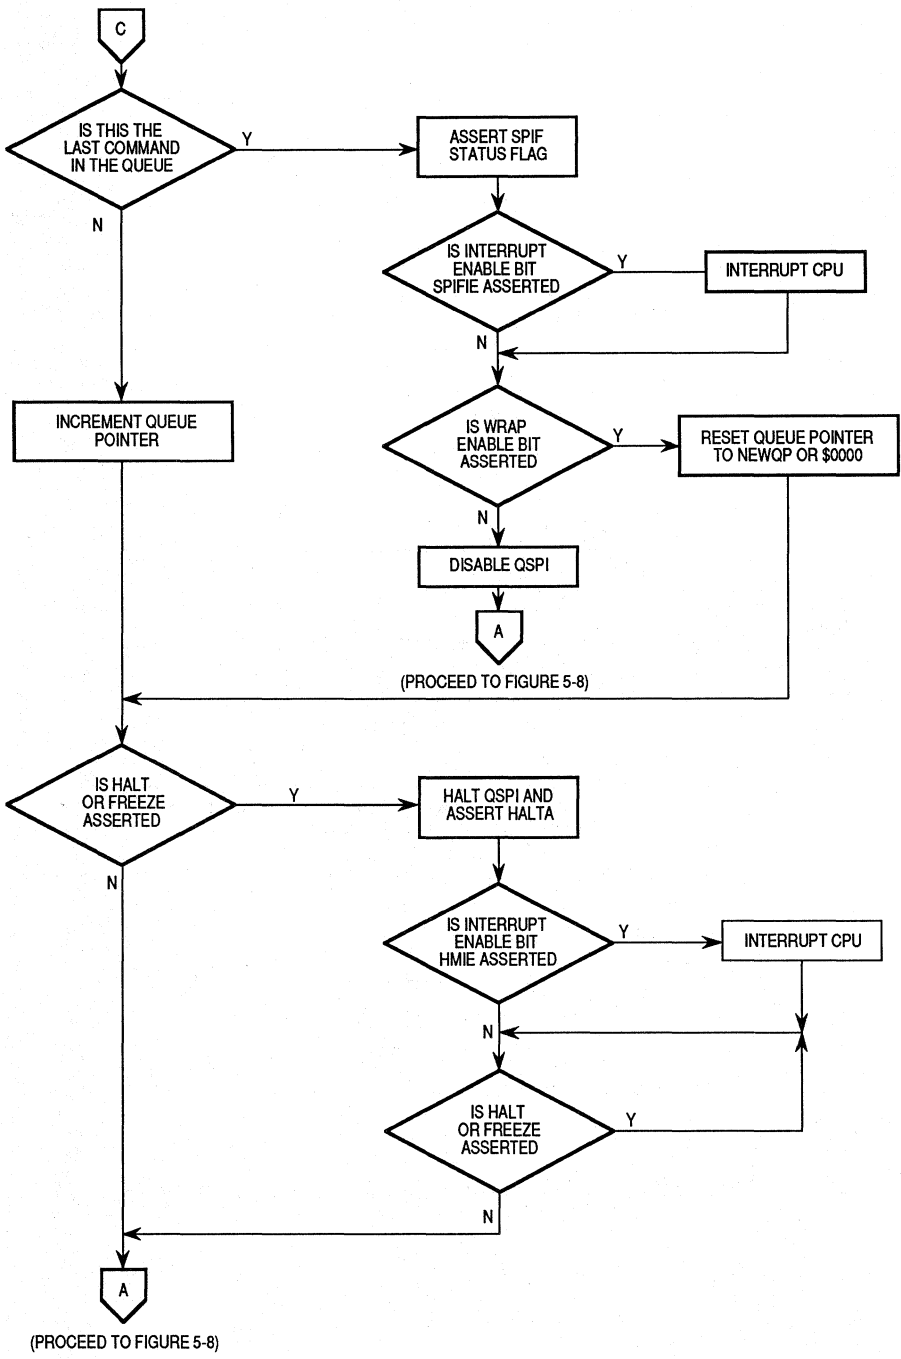 C
IS THIS THE
LAST COMMAND
IN THE QUEUE
Y
N
ASSERT SPIF
STATUS FLAG
IS INTERRUPT
ENABLE BIT
SPIFIE ASSERTED
Y
INTERRUPT CPU
N
INCREMENT QUEUE
POINTER
IS WRAP
ENABLE BIT
ASSERTED
Y
RESET QUEUE POINTER
TO NEWQP OR $0000
N
DISABLE QSPI
A
(PROCEED TO FIGURE 5-8)
IS HALT
OR FREEZE
ASSERTED
Y
N
HALT QSPI AND
ASSERT HALTA
IS INTERRUPT
ENABLE BIT
HMIE ASSERTED
Y
INTERRUPT CPU
N
IS HALT
OR FREEZE
ASSERTED
Y
N
A
(PROCEED TO FIGURE 5-8)